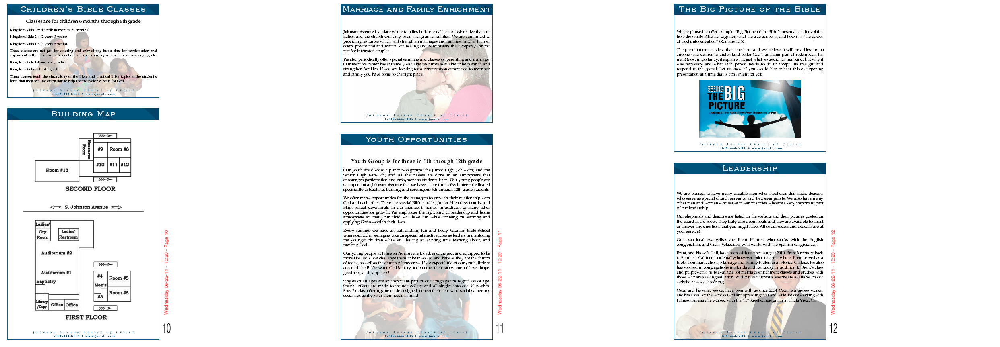 CHILDREN'S BIBLE CLASSES
Classes are for children 6 months through 5th grade
Kingdom Kids Cradle roll: (6 months-23 months)
Kingdom Kids 2-4 (2 years-3 years)
Kingdom Kids 4-5 (4 years-5 years).
These classes are not just for coloring and baby-sitting but a time for participation and
enjoyment as the child learns! Your child will learn memory verses, Bible verses, singing, etc.
Kingdom Kids 1st and 2nd grade,
Kingdom Kids 3rd - 5th grade
These classes teach the chronology of the Bible and practical Bible topics at the student's
level that they can use every day to help them develop a heart for God.
Johnson Avenue Church of Christ
1-619-444-6106 • www.jacofc.com
BUILDING MAP
Resource
Room
#9
Room #8
#10
#11
#12
Room #13
SECOND FLOOR
S. Johnson Avenue
Ladies'
Cry
Room
Ladies'
Restroom
Auditorium #2
Auditorium #1
Baptistry
#4
Room #5
Men's
Room #6
#3
Library
/Copy
Office
Office
FIRST FLOOR
Johnson Avenue Church of Christ
1-619-444-6106 • www.jacofc.com
Wednesday 06-22-11 - 10:20 - Page 10
10
MARRIAGE AND FAMILY ENRICHMENT
Johnson Avenue is a place where families build eternal homes! We realize that our
nation and the church will only be as strong as its families. We are committed to
providing resources which will strengthen marriages and families. Brother Hunter
offers pre-marital and marital counseling and administers the "Prepare/Enrich"
test for interested couples.
We also periodically offer special seminars and classes on parenting and marriage.
Our resource center has extremely valuable resources available to help enrich and
strengthen families. If you are looking for a congregation committed to marriage
and family you have come to the right place!
Johnson Avenue Church of Christ
1-619-444-6106 • www.jacofc.com
YOUTH OPPORTUNITIES
Youth Group is for those in 6th through 12th grade
Our youth are divided up into two groups: the Junior High (6th – 8th) and the
Senior High (9th-12th) and all the classes are done in an atmosphere that
encourages participation and enjoyment as students learn. Our young people are
so important at Johnson Avenue that we have a core team of volunteers dedicated
specifically to teaching, training, and serving our 6th through 12th grade students.
We offer many opportunities for the teenagers to grow in their relationship with
God and each other. There are special Bible studies, Junior High devotionals, and
High school devotionals in our member's homes in addition to many other
opportunities for growth. We emphasize the right kind of leadership and home
atmosphere so that your child will have fun while focusing on learning and
applying God's word in their lives.
Every summer we have an outstanding, fun and lively Vacation Bible School
where our older teenagers take on special interactive roles as leaders in mentoring
the younger children while still having an exciting time learning about, and
praising God.
Our young people at Johnson Avenue are loved, encouraged, and equipped to be
more like Jesus. We challenge them to be involved and believe they are the church
of today, as well as the church of tomorrow. If we expect little of our youth, little is
accomplished! We want God's story to become their story, one of love, hope,
goodness, and happiness!
Singles of all ages are an important part of our congregation regardless of age.
Special efforts are made to include college and all singles into our fellowship.
Specific class offerings are made designed to meet their needs and social gatherings
occur frequently with their needs in mind.
Johnson Avenue Church of Christ
1-619-444-6106 • www.jacofc.com
Wednesday 06-22-11 - 10:20 - Page 11
11
THE BIG PICTURE OF THE BIBLE
We are pleased to offer a simple "Big Picture of the Bible" presentation. It explains
how the whole Bible fits together, what the true gospel is, and how it is "the power
of God unto salvation" (Romans 1:16).
The presentation lasts less than one hour and we believe it will be a blessing to
anyone who desires to understand better God's amazing plan of redemption for
man! Most importantly, it explains not just what Jesus did for mankind, but why it
was necessary and what each person needs to do to accept His free gift and
respond to the gospel. Let us know if you would like to hear this eye-opening
presentation at a time that is convenient for you.
SEEING
THE BIG
PICTURE
Looking At The Bible Story From Beginning To End
Johnson Avenue Church of Christ
1-619-444-6106 • www.jacofc.com
LEADERSHIP
We are blessed to have many capable men who shepherds this flock, deacons
who serve as special church servants, and two evangelists. We also have many
other men and women who serve in various roles who are a very important part
of our leadership.
Our shepherds and deacons are listed on the website and their pictures posted on
the board in the foyer. They truly care about souls and they are available to assist
or answer any questions that you might have. All of our elders and deacons are at
your service!
Our two local evangelists are Brent Hunter, who works with the English
congregation, and Oscar Velazquez, who works with the Spanish congregation.
Brent, and his wife Gail, have been with us since August 2010. Brent's roots go back
to Southern California originally; however, prior to coming here, Brent served as a
Bible, Communications, Marriage and Family Professor at Florida College. He also
has worked in congregations in Florida and Kentucky. In addition to Brent's class
and pulpit work, he is available for marriage enrichment classes and studies with
those who are seeking salvation. Audio files of Brent's lessons are available on our
website at www.jacofc.org.
Oscar and his wife, Jessica, have been with us since 2004. Oscar is a tireless worker
and has a zeal for the word of God and spreading it far and wide. Before working with
Johnson Avenue he worked with the "L" Street congregation in Chula Vista, Ca.
Johnson Avenue Church of Christ
1-619-444-6106 • www.jacofc.com
Wednesday 06-22-11 - 10:20 - Page 12
12